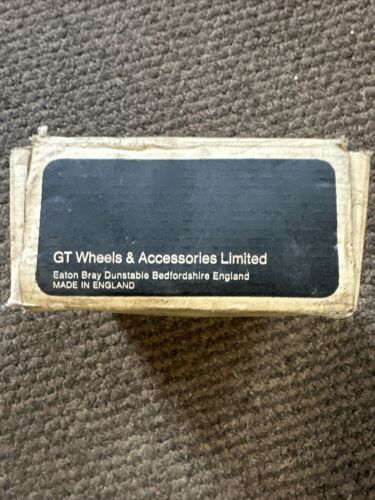 GT Wheels & Accessories Limited
Eaton Bray Dunstable Bedfordshire England
MADE IN ENGLAND